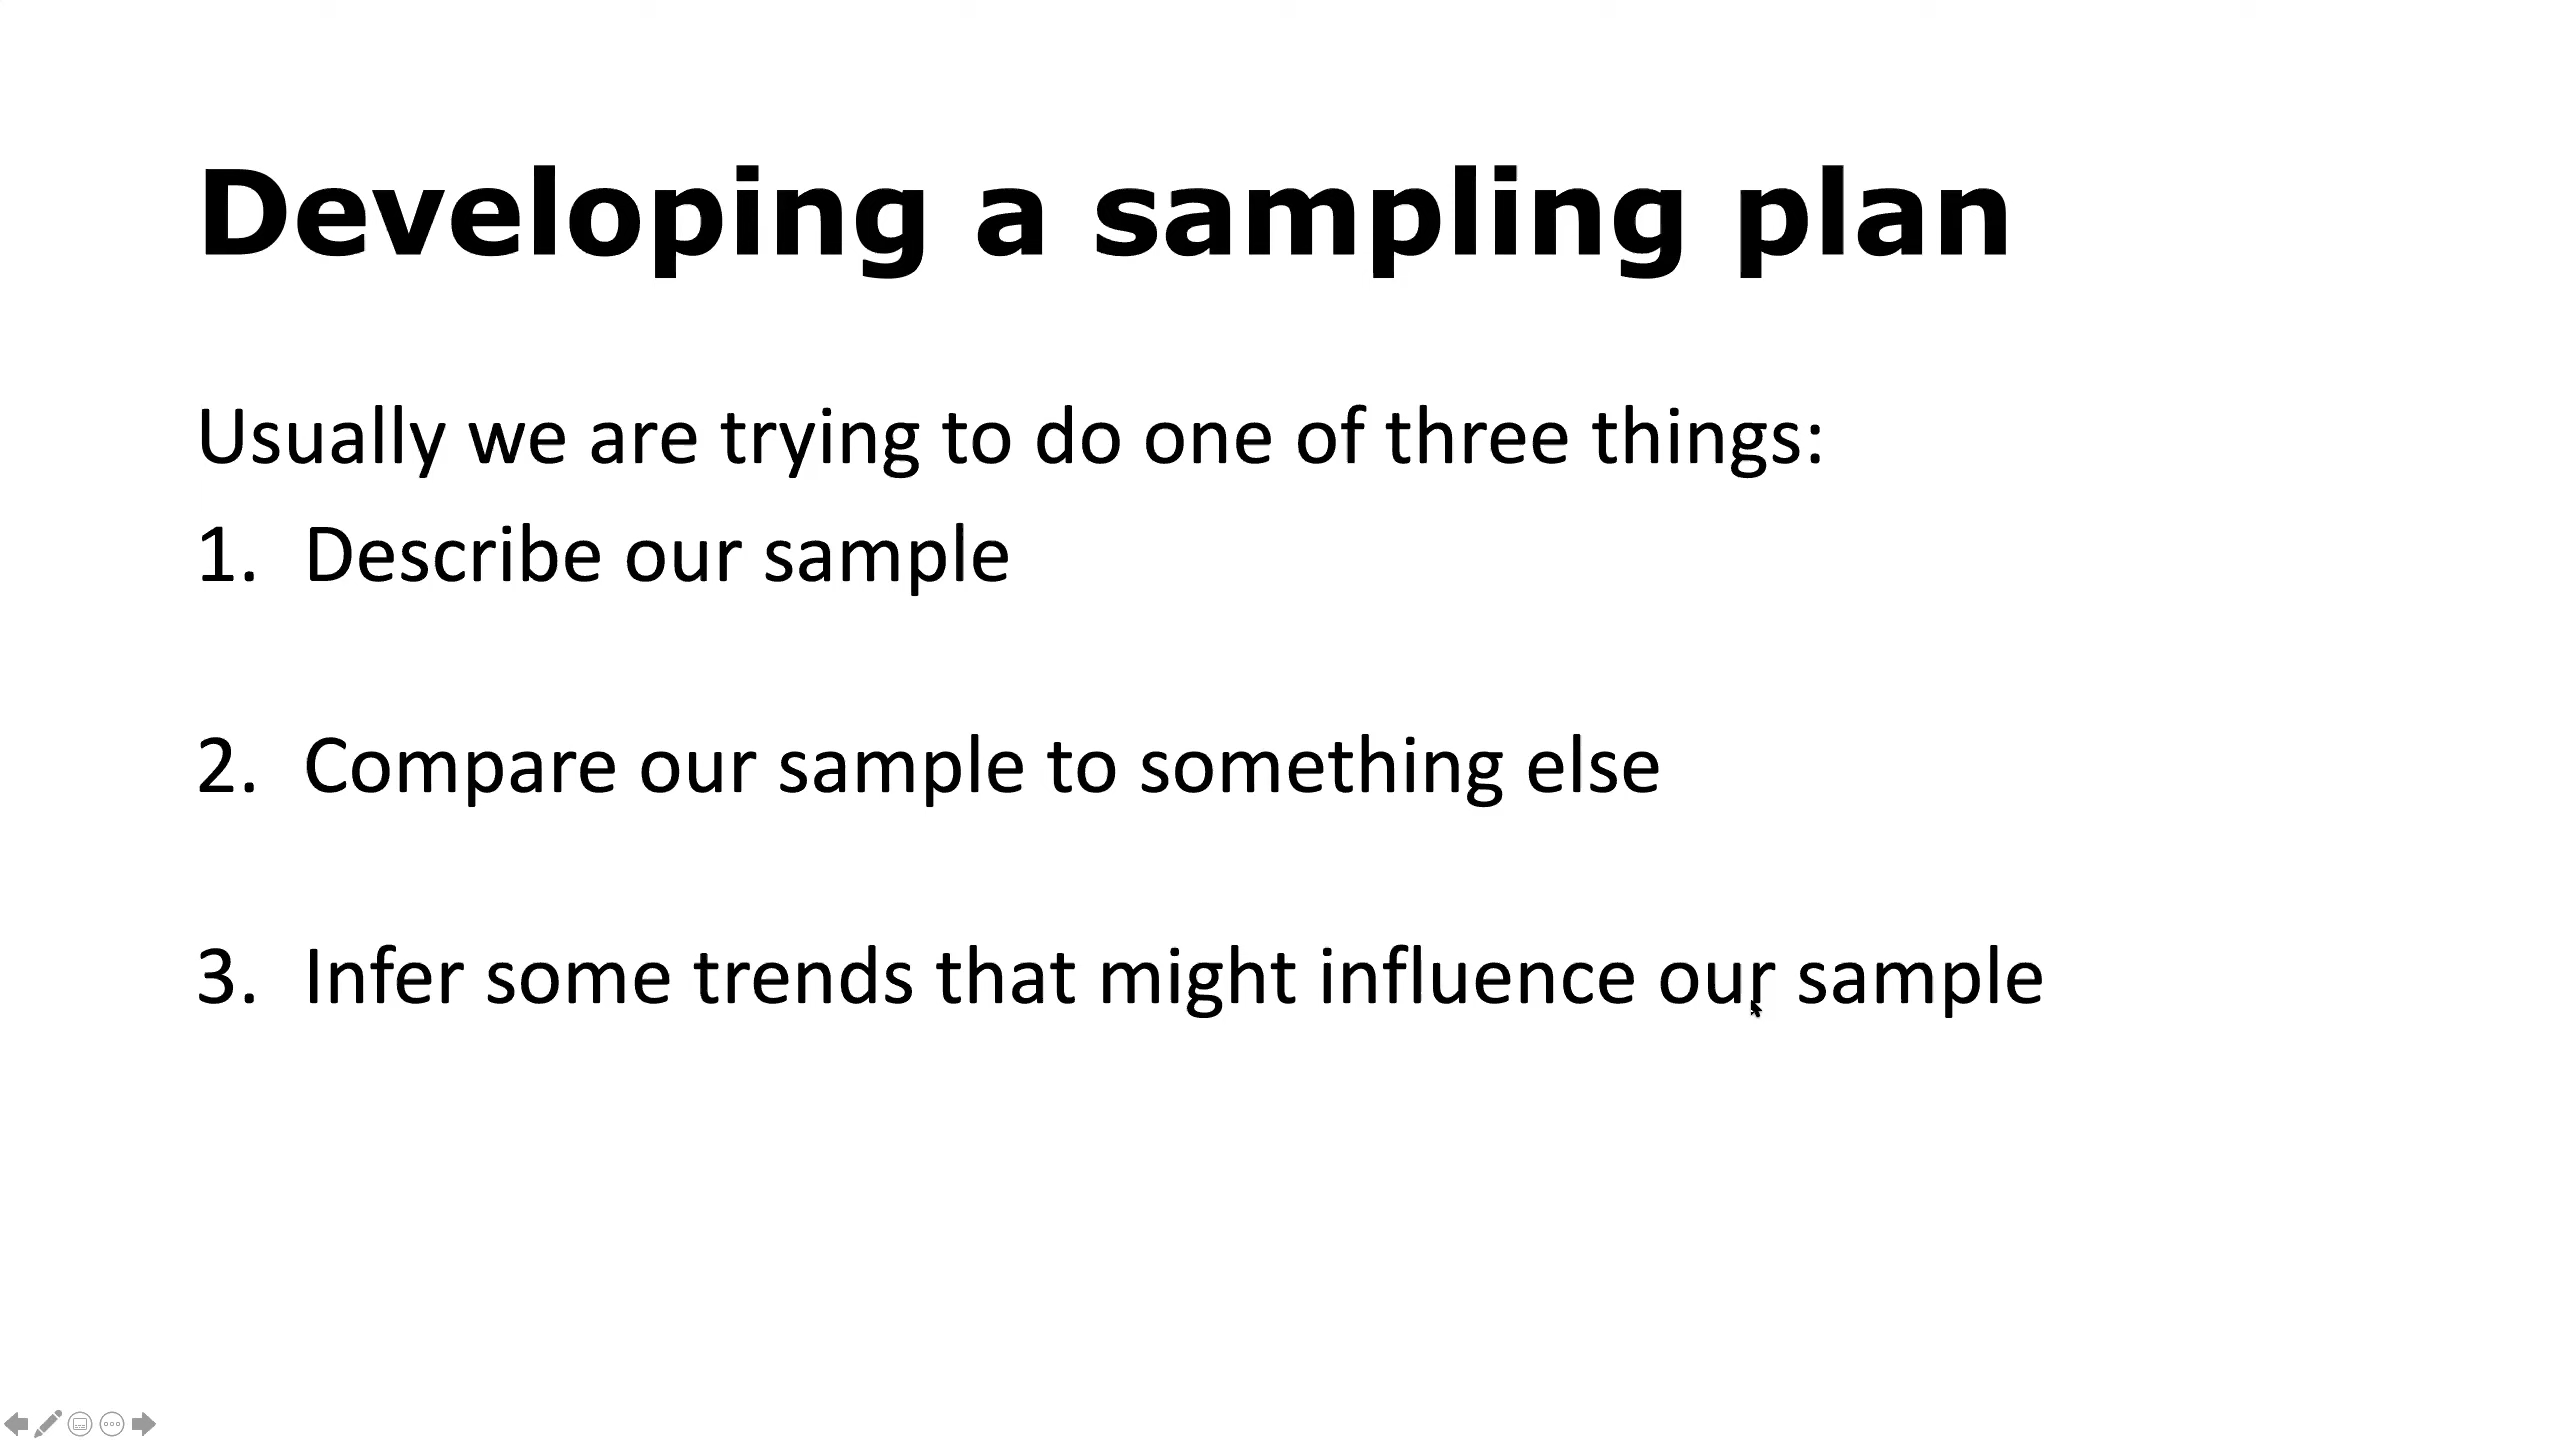 Developing a sampling plan
Usually we are trying to do one of three things:
1. Describe our sample
2. Compare our sample to something else
3. Infer some trends that might influence our sample